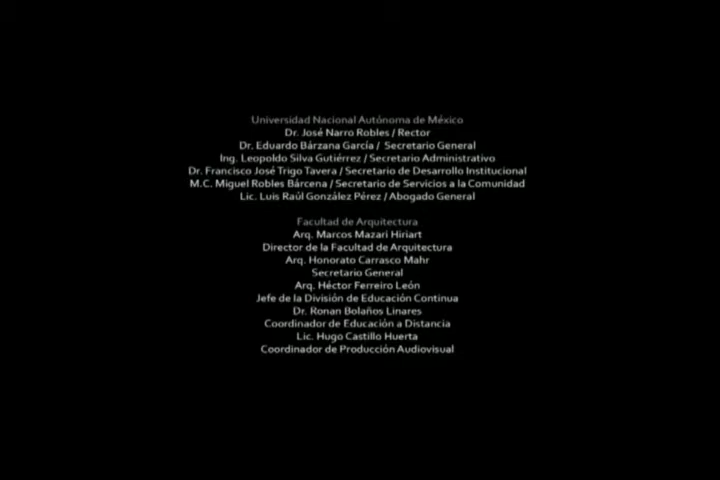 Universidad Nacional Autónoma de México
Dr. José Narro Robles / Rector
Dr. Eduardo Bárzana García / Secretario General
Ing. Leopoldo Silva Gutiérrez / Secretario Administrativo
Dr. Francisco José Trigo Tavera / Secretario de Desarrollo Institucional
M.C. Miguel Robles Bárcena / Secretario de Servicios a la Comunidad
Lic. Luis Raúl González Pérez / Abogado General
Facultad de Arquitectura
Arq. Marcos Mazari Hiriart
Director de la Facultad de Arquitectura
Arq. Honorato Carrasco Mahr
Secretario General
Arq. Héctor Ferreiro León
Jefe de la División de Educación Continua
Dr. Ronan Bolaños Linares
Coordinador de Educación a Distancia
Lic. Hugo Castillo Huerta
Coordinador de Producción Audiovisual